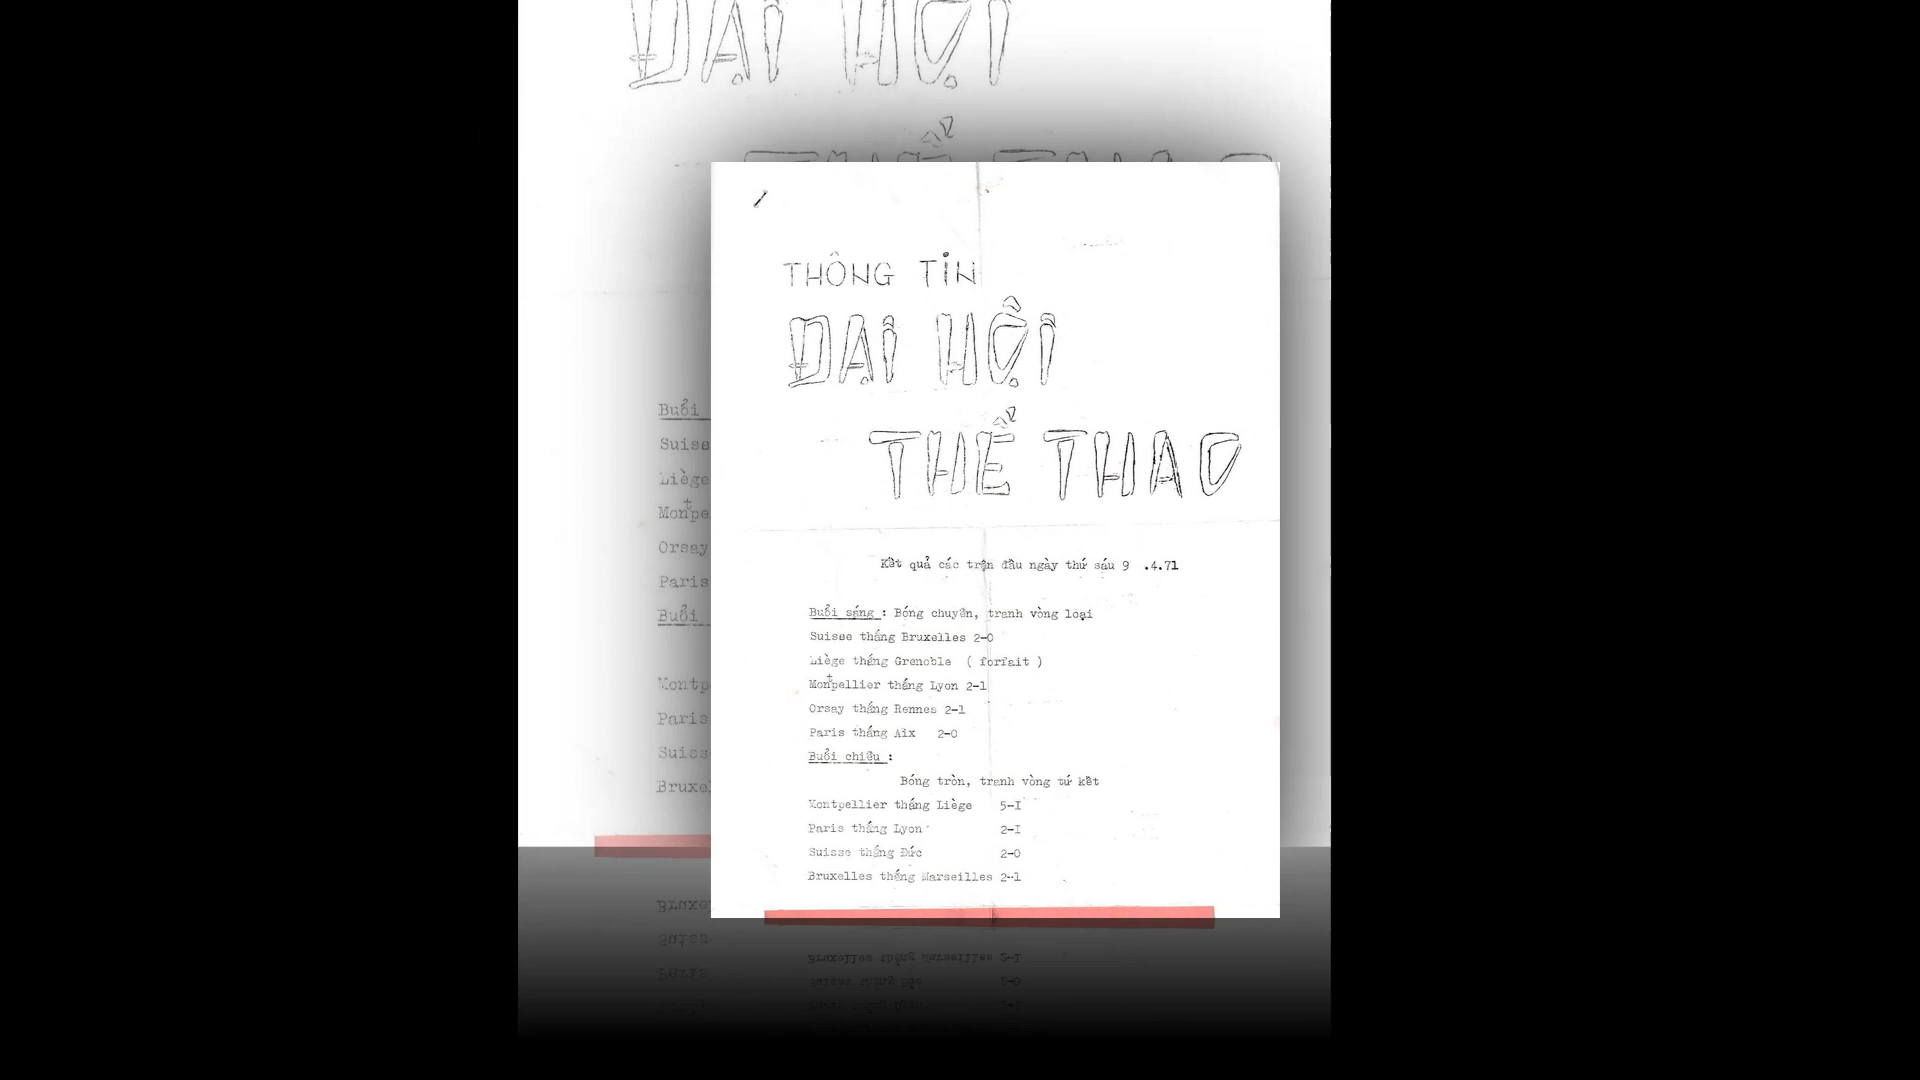 THÔNG TIN
ĐẠI HỘI
THỂ THAO
Kết quả các trận đầu ngày thứ sáu 9 .4.71
Buổi sáng : Bóng chuyền, tranh vòng loại
Suisse thắng Bruxelles 2-0
Liège thắng Grenoble ( forfait )
Montpellier thắng Lyon 2-1
Orsay thắng Rennes 2-1
Paris thắng Aix 2-0
Buổi chiều :
Bóng tròn, tranh vòng tứ kết
Montpellier thắng Liège 5-I
Paris thắng Lyon 2-I
Suisse thắng Đức 2-0
Bruxelles thắng Marseilles 2-1